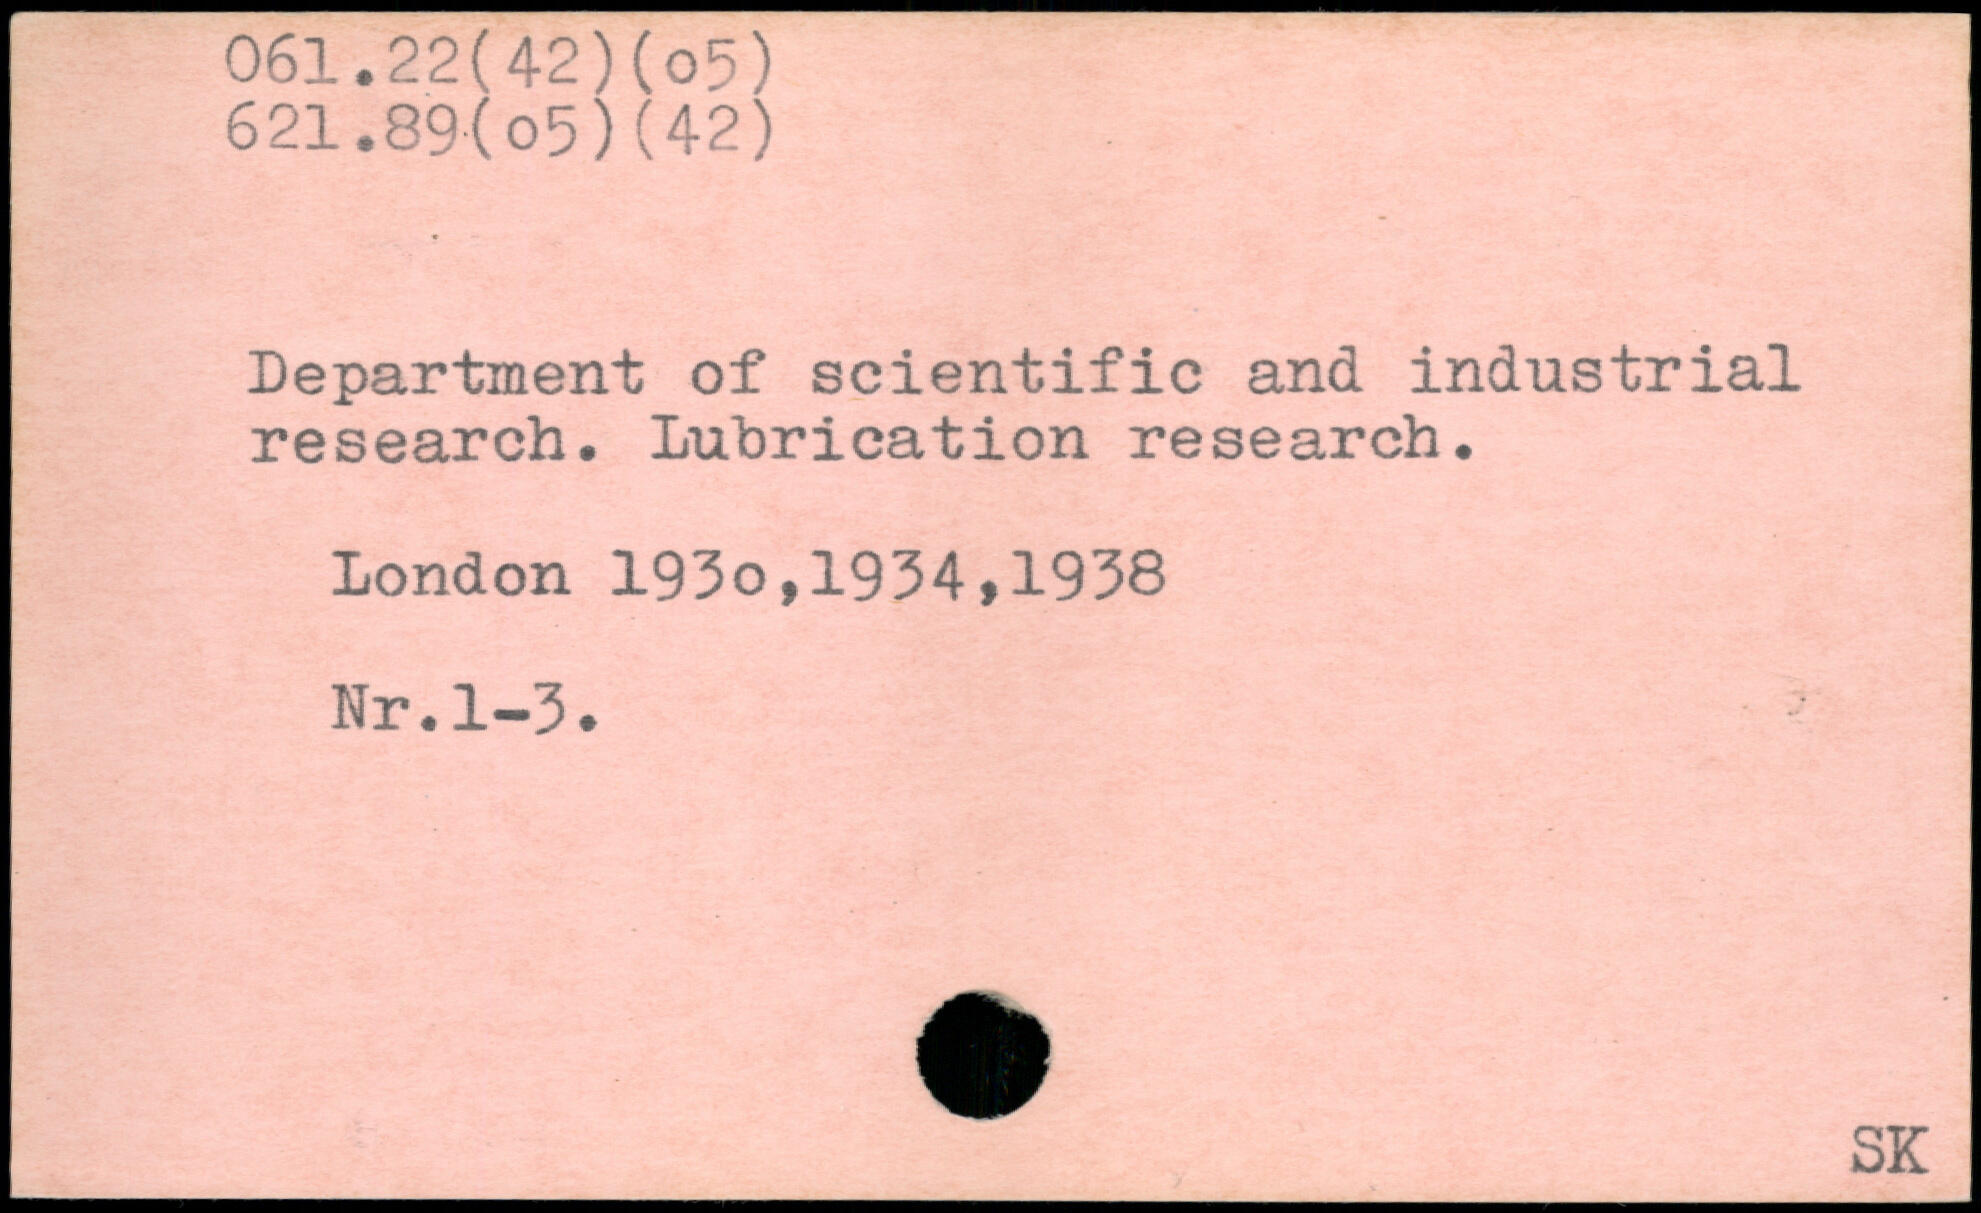 061.22(42)(o5)
621.89(o5)(42)
Department of scientific and industrial
research. Lubrication research.
London 193o,1934,1938
Nr.1-3.
SK